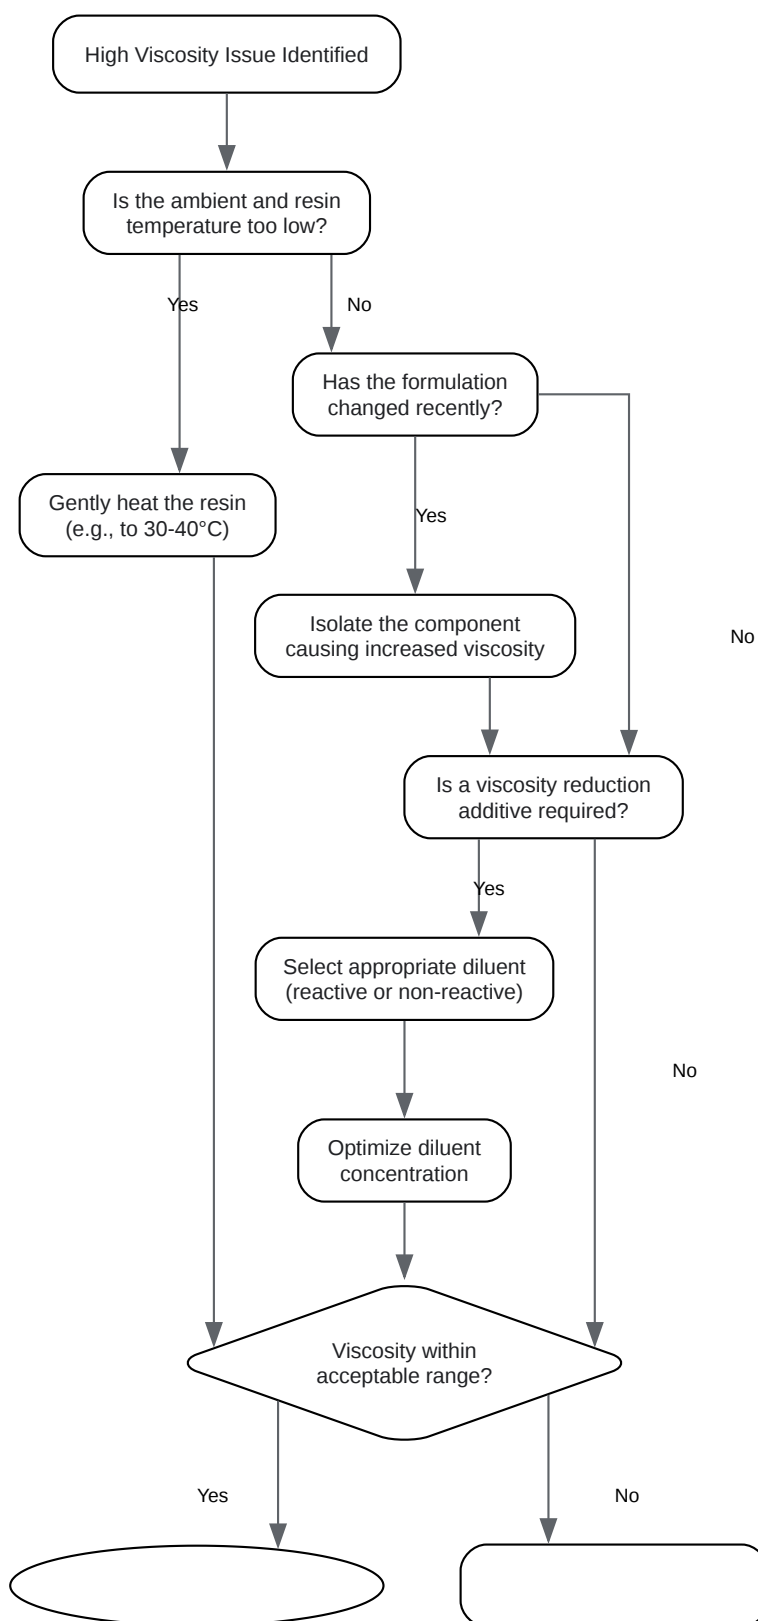 High Viscosity Issue Identified
Is the ambient and resin
temperature too low?
Yes
No
Has the formulation
changed recently?
Gently heat the resin
(e.g., to 30-40°C)
Yes
Isolate the component
causing increased viscosity
No
Is a viscosity reduction
additive required?
Yes
Select appropriate diluent
(reactive or non-reactive)
No
Optimize diluent
concentration
Viscosity within
acceptable range?
Yes
No